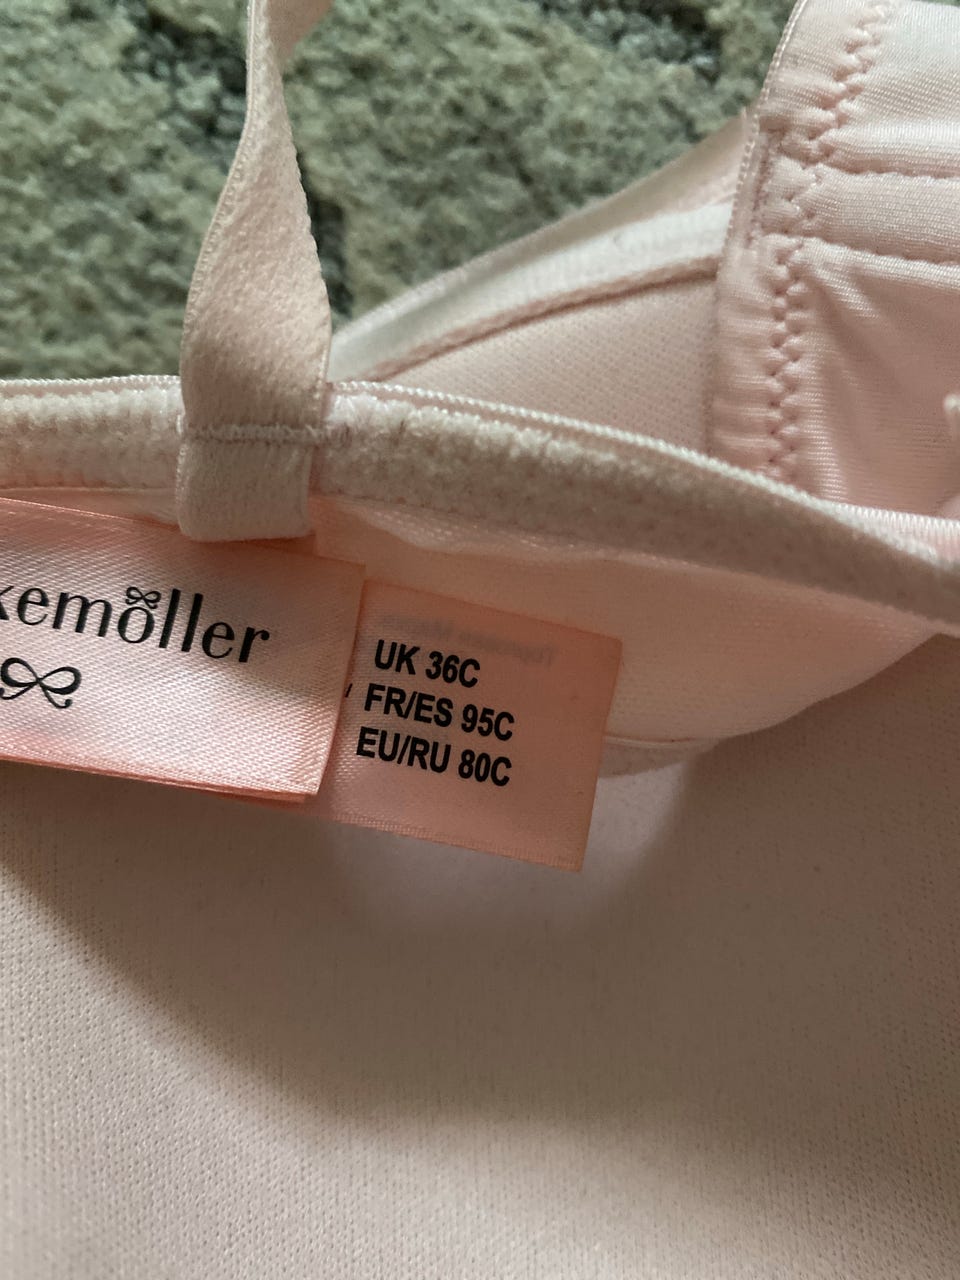 kemöller
UK 36C
FR/ES 95C
EU/RU 80C